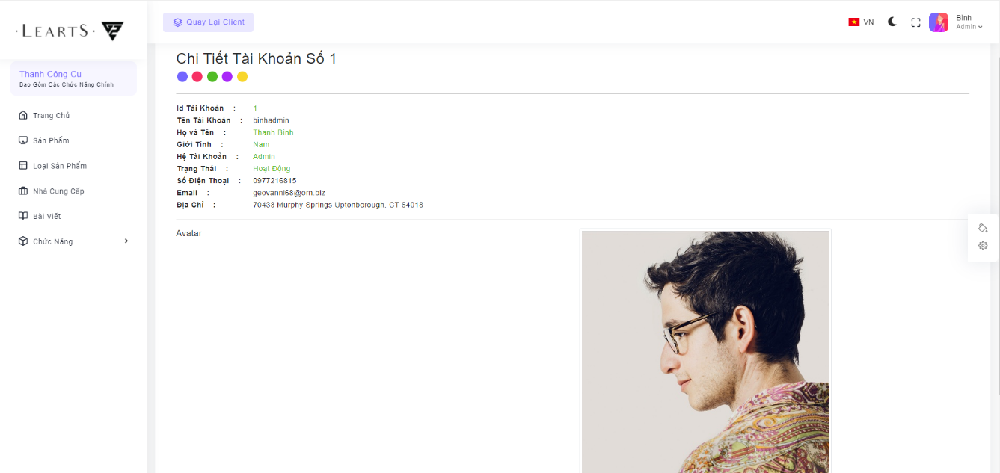 · LEARTS ·
Quay Lại Client
VN
Bình
Admin
Thanh Công Cụ
Bao Gồm Các Chức Năng Chính
Trang Chủ
Sản Phẩm
Loại Sản Phẩm
Nhà Cung Cấp
Bài Viết
Chức Năng
Chi Tiết Tài Khoản Số 1
Id Tài Khoản : 1
Tên Tài Khoản : binhadmin
Họ và Tên : Thanh Bình
Giới Tính : Nam
Hệ Tài Khoản : Admin
Trạng Thái : Hoạt Động
Số Điện Thoại : 0977216815
Email : geovanni68@orn.biz
Địa Chỉ : 70433 Murphy Springs Uptonborough, CT 64018
Avatar